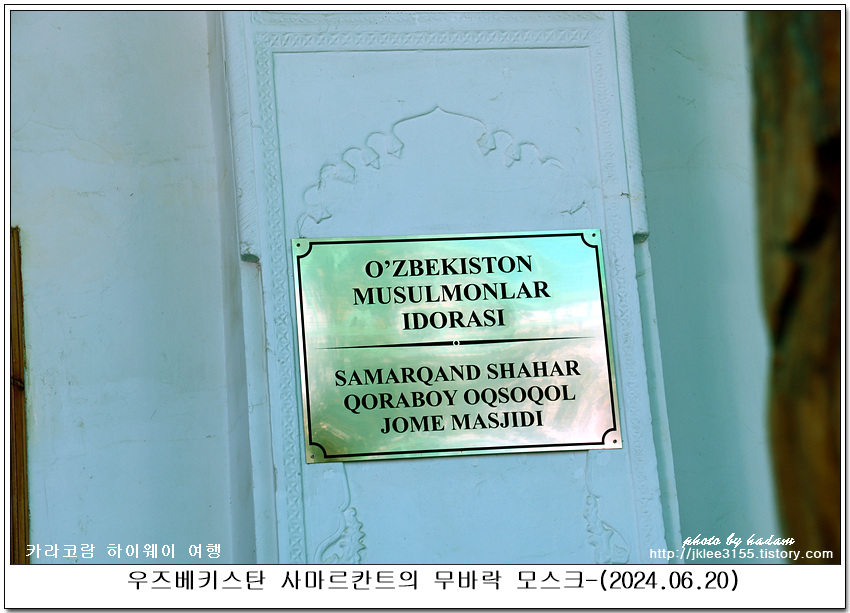 O’ZBEKISTON
MUSULMONLAR
IDORASI
SAMARQAND SHAHAR
QORABOY OQSOQOL
JOME MASJIDI
카라코람 하이웨이 여행
photo by hadam
http://jklee3155.tistory.com
우즈베키스탄 사마르칸트의 무바락 모스크-(2024.06.20)